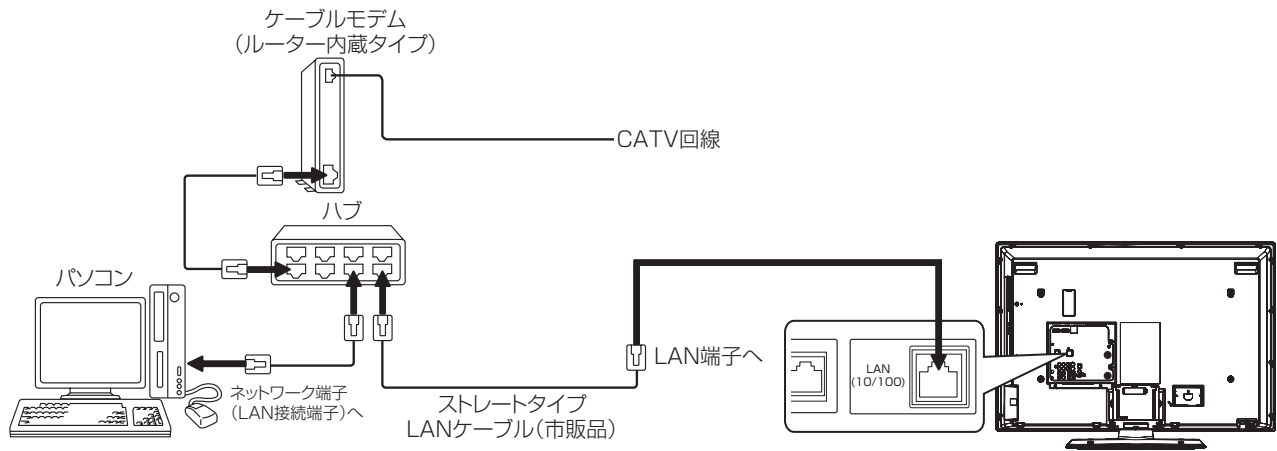 ケーブルモデム
（ルーター内蔵タイプ）
CATV回線
ハブ
パソコン
LAN端子へ
LAN
(10/100)
ネットワーク端子
（LAN接続端子）へ
ストレートタイプ
LANケーブル（市販品）